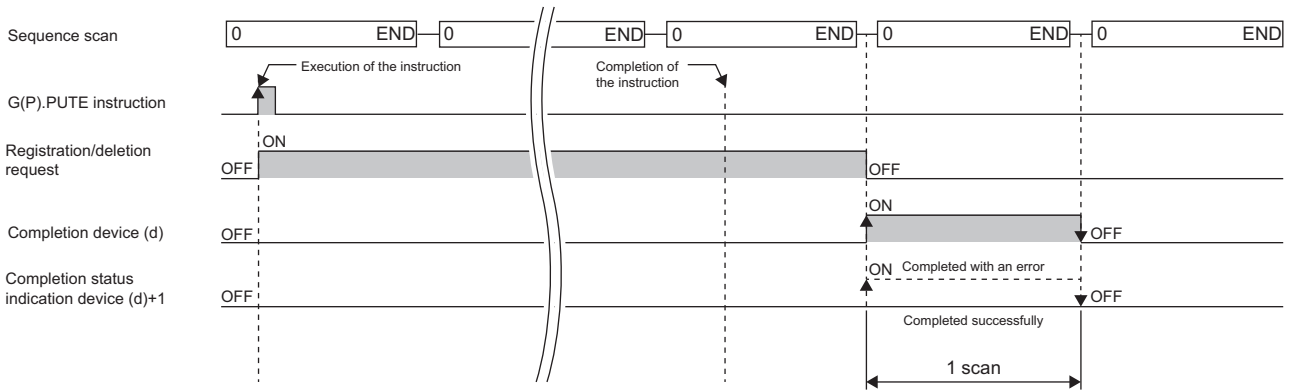 Sequence scan 0 END 0 END 0 END 0 END 0 END
Execution of the instruction
Completion of
the instruction
G(P).PUTE instruction
Registration/deletion
request
OFF ON OFF
Completion device (d)
OFF ON OFF
Completion status
indication device (d)+1
OFF ON Completed with an error OFF
Completed successfully
1 scan